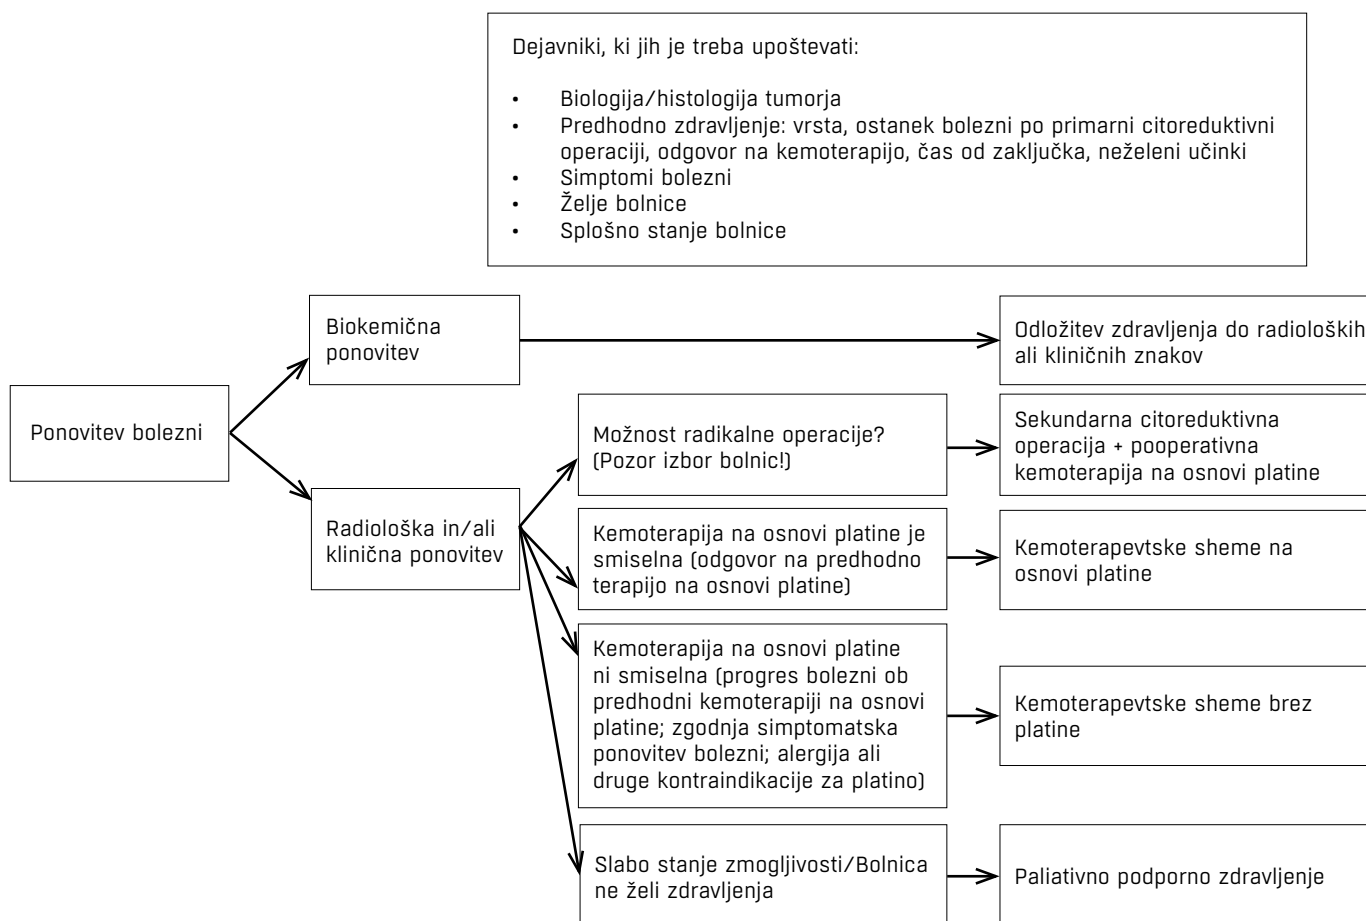 Dejavniki, ki jih je treba upoštevati:
• Biologija/histologija tumorja
• Predhodno zdravljenje: vrsta, ostanek bolezni po primarni citoreduktivni
operaciji, odgovor na kemoterapijo, čas od zaključka, neželeni učinki
• Simptomi bolezni
• Želje bolnice
• Splošno stanje bolnice
Ponovitev bolezni
Biokemična
ponovitev
Odložitev zdravljenja do radioloških
ali kliničnih znakov
Radiološka in/ali
klinična ponovitev
Možnost radikalne operacije?
(Pozor izbor bolnic!)
Sekundarna citoreduktivna
operacija + pooperativna
kemoterapija na osnovi platine
Kemoterapija na osnovi platine je
smiselna (odgovor na predhodno
terapijo na osnovi platine)
Kemoterapevtske sheme na
osnovi platine
Kemoterapija na osnovi platine
ni smiselna (progres bolezni ob
predhodni kemoterapiji na osnovi
platine; zgodnja simptomatska
ponovitev bolezni; alergija ali
druge kontraindikacije za platino)
Kemoterapevtske sheme brez
platine
Slabo stanje zmogljivosti/Bolnica
ne želi zdravljenja
Paliativno podporno zdravljenje